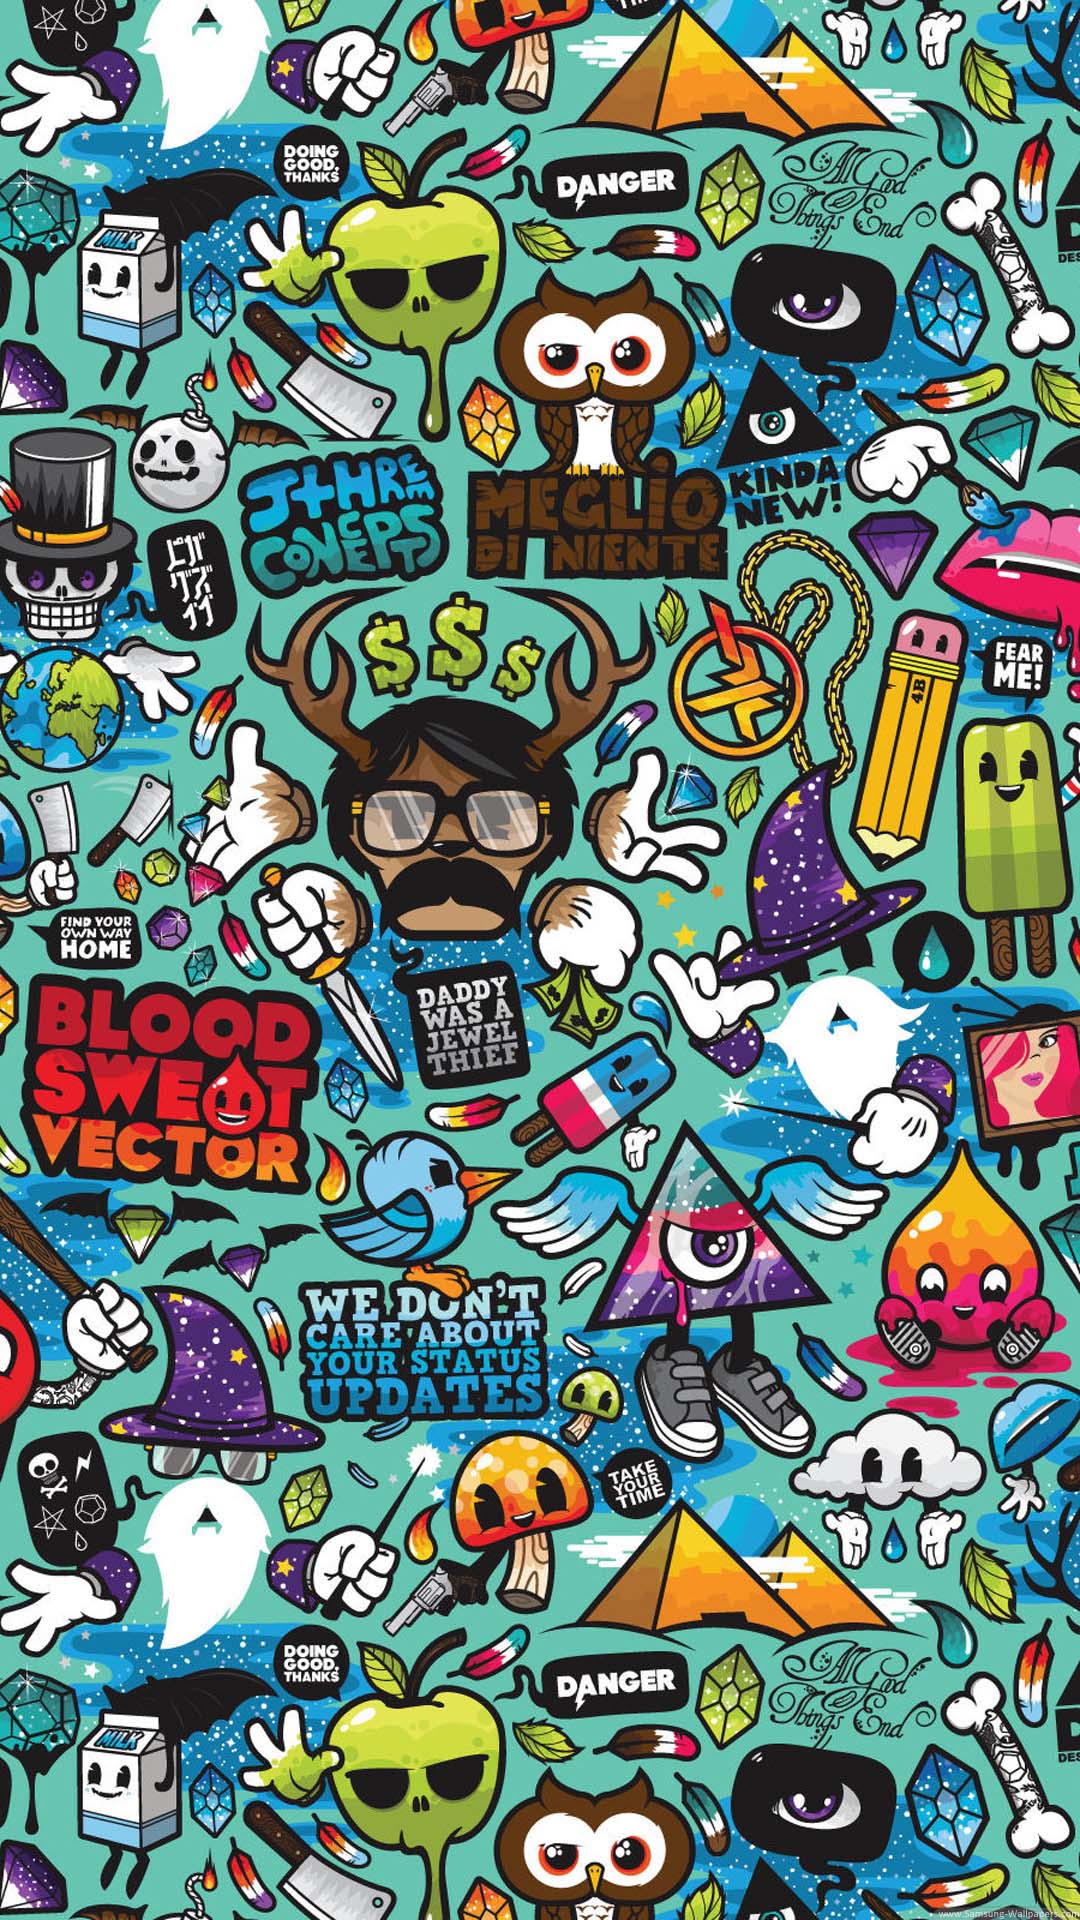 DOING
GOOD,
THANKS
DANGER
All Good
Things End
MILK
J+HREE
CONCEPTS
MEGLIO
DI NIENTE
KINDA
NEW!
$ $ $
4B
FEAR
ME!
FIND YOUR
OWN WAY
HOME
DADDY
WAS A
JEWEL
THIEF
BLOOD
SWEAT
VECTOR
WE DON'T
CARE ABOUT
YOUR STATUS
UPDATES
TAKE
YOUR
TIME
DOING
GOOD,
THANKS
DANGER
All Good
Things End
MILK
www.Samsung-Wallpapers.com